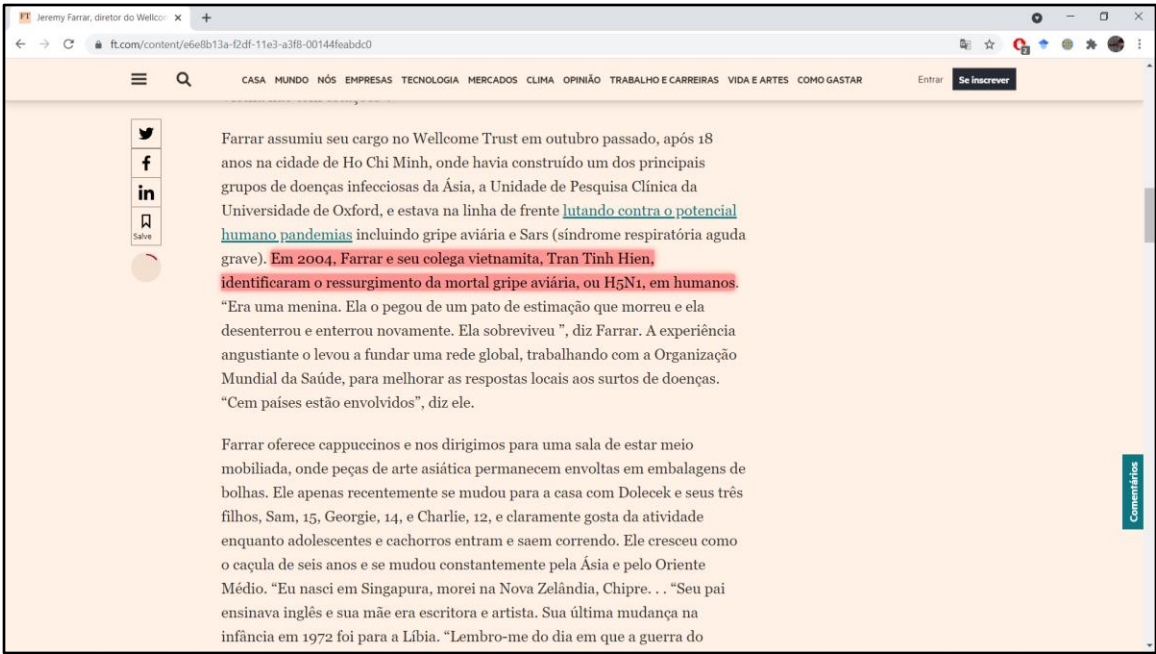 FT Jeremy Farrar, diretor do Wellcor
ft.com/content/e6e8b13a-f2df-11e3-a3f8-00144feabdc0
2
CASA MUNDO NÓS EMPRESAS TECNOLOGIA MERCADOS CLIMA OPINIÃO TRABALHO E CARREIRAS VIDA E ARTES COMO GASTAR
Entrar Se inscrever
Farrar assumiu seu cargo no Wellcome Trust em outubro passado, após 18
anos na cidade de Ho Chi Minh, onde havia construído um dos principais
grupos de doenças infecciosas da Ásia, a Unidade de Pesquisa Clínica da
Universidade de Oxford, e estava na linha de frente lutando contra o potencial
humano pandemias incluindo gripe aviária e Sars (síndrome respiratória aguda
grave). Em 2004, Farrar e seu colega vietnamita, Tran Tinh Hien,
identificaram o ressurgimento da mortal gripe aviária, ou H5N1, em humanos.
“Era uma menina. Ela o pegou de um pato de estimação que morreu e ela
desenterrou e enterrou novamente. Ela sobreviveu ”, diz Farrar. A experiência
angustiante o levou a fundar uma rede global, trabalhando com a Organização
Mundial da Saúde, para melhorar as respostas locais aos surtos de doenças.
“Cem países estão envolvidos”, diz ele.
Farrar oferece cappuccinos e nos dirigimos para uma sala de estar meio
mobiliada, onde peças de arte asiática permanecem envoltas em embalagens de
bolhas. Ele apenas recentemente se mudou para a casa com Dolecek e seus três
filhos, Sam, 15, Georgie, 14, e Charlie, 12, e claramente gosta da atividade
enquanto adolescentes e cachorros entram e saem correndo. Ele cresceu como
o caçula de seis anos e se mudou constantemente pela Ásia e pelo Oriente
Médio. “Eu nasci em Singapura, morei na Nova Zelândia, Chipre. . . “Seu pai
ensinava inglês e sua mãe era escritora e artista. Sua última mudança na
infância em 1972 foi para a Líbia. “Lembro-me do dia em que a guerra do
Salve
Comentários